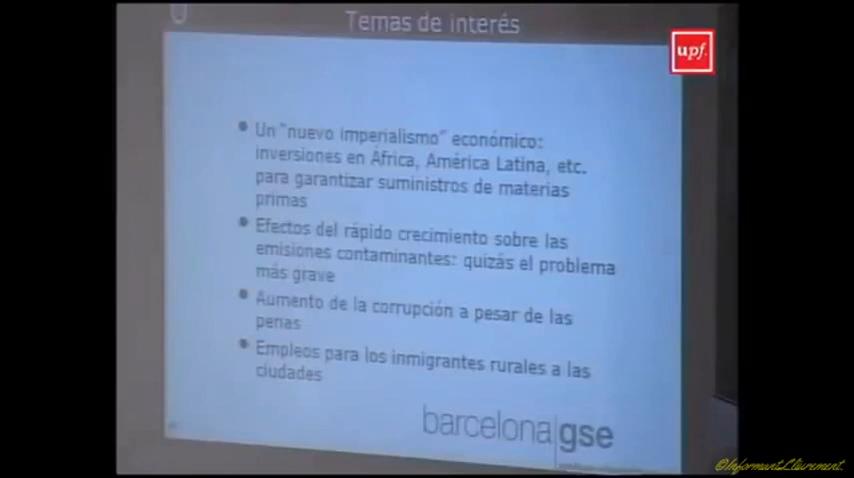 Temas de interés
upf.
• Un "nuevo imperialismo" económico:
inversiones en África, América Latina, etc.
para garantizar suministros de materias
primas
• Efectos del rápido crecimiento sobre las
emisiones contaminantes: quizás el problema
más grave
• Aumento de la corrupción a pesar de las
penas
• Empleos para los inmigrantes rurales a las
ciudades
barcelona gse
@InformantLliurement.